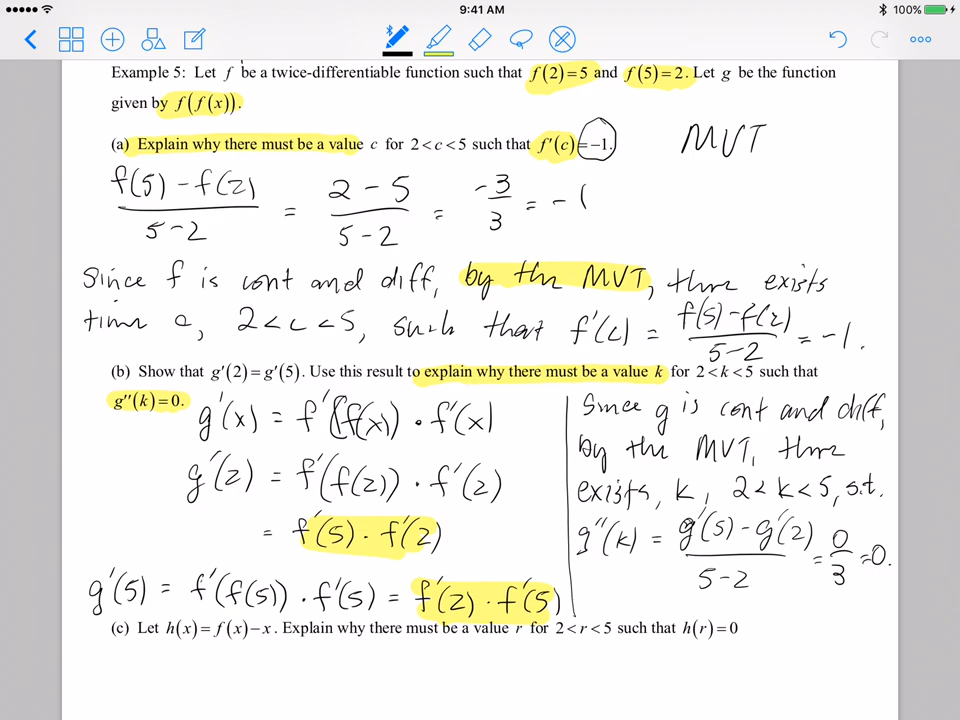 9:41 AM
100%
Example 5: Let f be a twice-differentiable function such that f(2)=5 and f(5)=2. Let g be the function
given by f(f(x)).
(a) Explain why there must be a value c for 2<c<5 such that f'(c)=-1.
MVT
f(5)-f(2)/5-2 = 2-5/5-2 = -3/3 = -1
Since f is cont and diff, by the MVT, there exists
time c, 2<c<5, such that f'(c) = f(5)-f(2)/5-2 = -1.
(b) Show that g'(2)=g'(5). Use this result to explain why there must be a value k for 2<k<5 such that
g''(k)=0.
g'(x) = f'(f(x)) · f'(x)
g'(2) = f'(f(2)) · f'(2)
= f'(5) · f'(2)
g'(5) = f'(f(5)) · f'(5) = f'(2) · f'(5)
Since g is cont and diff,
by the MVT, there
exists, k, 2<k<5, s.t.
g''(k) = g'(5)-g'(2)/5-2 = 0/3 = 0.
(c) Let h(x)=f(x)-x. Explain why there must be a value r for 2<r<5 such that h(r)=0